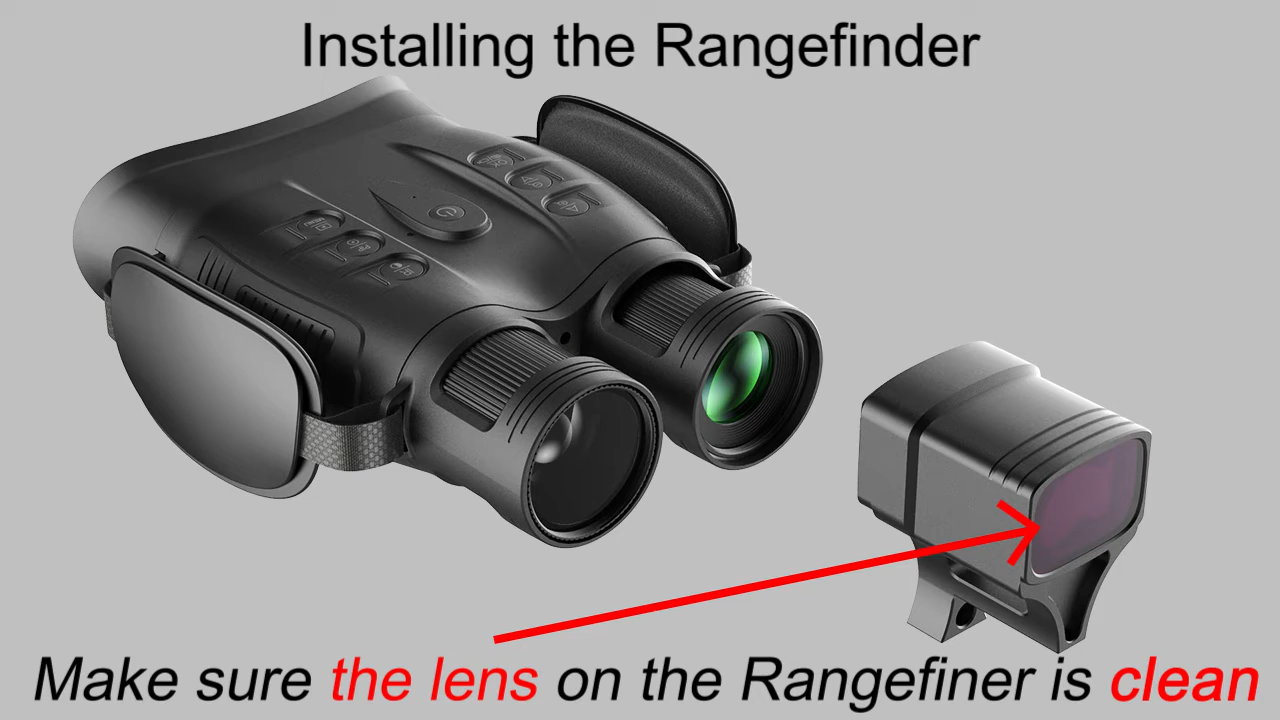 Installing the Rangefinder
Make sure the lens on the Rangefiner is clean